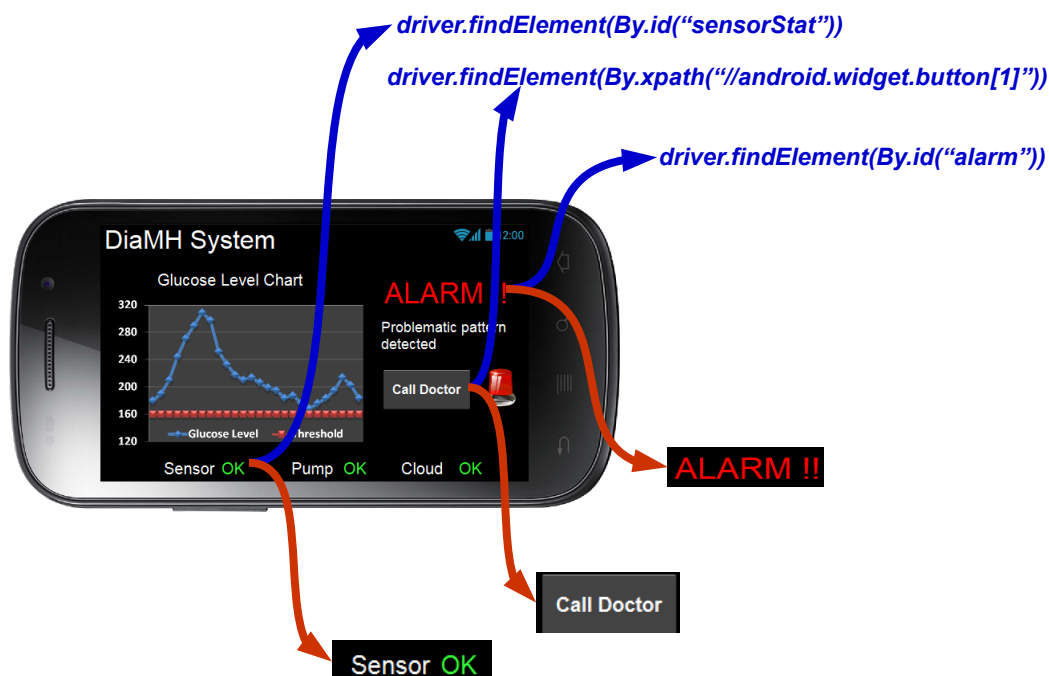 driver.findElement(By.id(“sensorStat”))
driver.findElement(By.xpath(“//android.widget.button[1]”))
driver.findElement(By.id(“alarm”))
DiaMH System
2:00
Glucose Level Chart
320
280
240
200
160
120
Glucose Level
Threshold
ALARM !!
Problematic pattern
detected
Call Doctor
Sensor OK Pump OK Cloud OK
ALARM !!
Call Doctor
Sensor OK